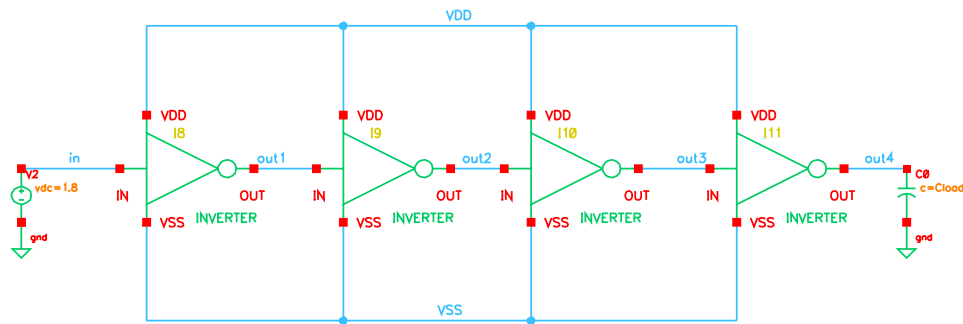 VDD
VDD VDD VDD VDD
I8 I9 I10 I11
in out1 out2 out3 out4
V2 C0
vdc=1.8 c=Cload
IN OUT IN OUT IN OUT IN OUT
VSS INVERTER VSS INVERTER VSS INVERTER VSS INVERTER
gnd gnd
VSS